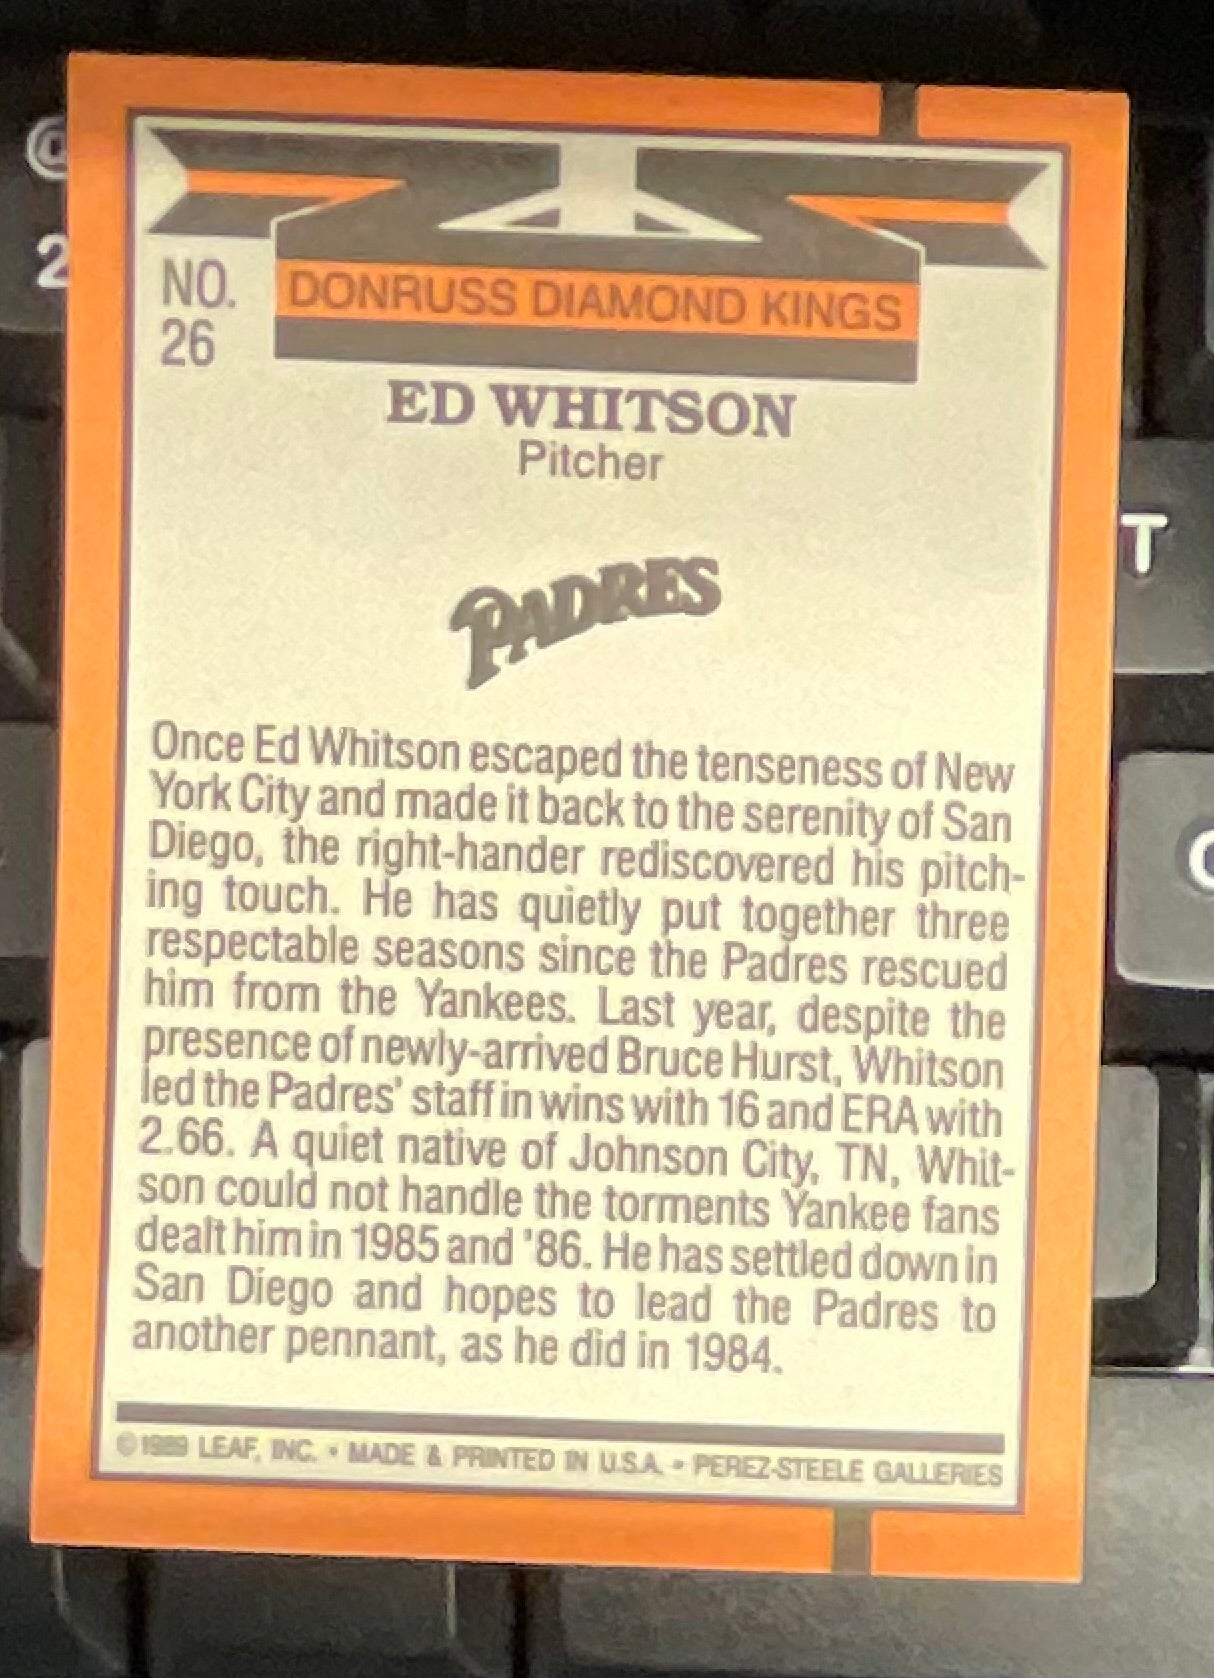 NO.
26
DONRUSS DIAMOND KINGS
ED WHITSON
Pitcher
PADRES
Once Ed Whitson escaped the tenseness of New
York City and made it back to the serenity of San
Diego, the right-hander rediscovered his pitch-
ing touch. He has quietly put together three
respectable seasons since the Padres rescued
him from the Yankees. Last year, despite the
presence of newly-arrived Bruce Hurst, Whitson
led the Padres' staff in wins with 16 and ERA with
2.66. A quiet native of Johnson City, TN, Whit-
son could not handle the torments Yankee fans
dealt him in 1985 and '86. He has settled down in
San Diego and hopes to lead the Padres to
another pennant, as he did in 1984.
©1989 LEAF, INC. • MADE & PRINTED IN U.S.A. • PEREZ-STEELE GALLERIES
@
2
T